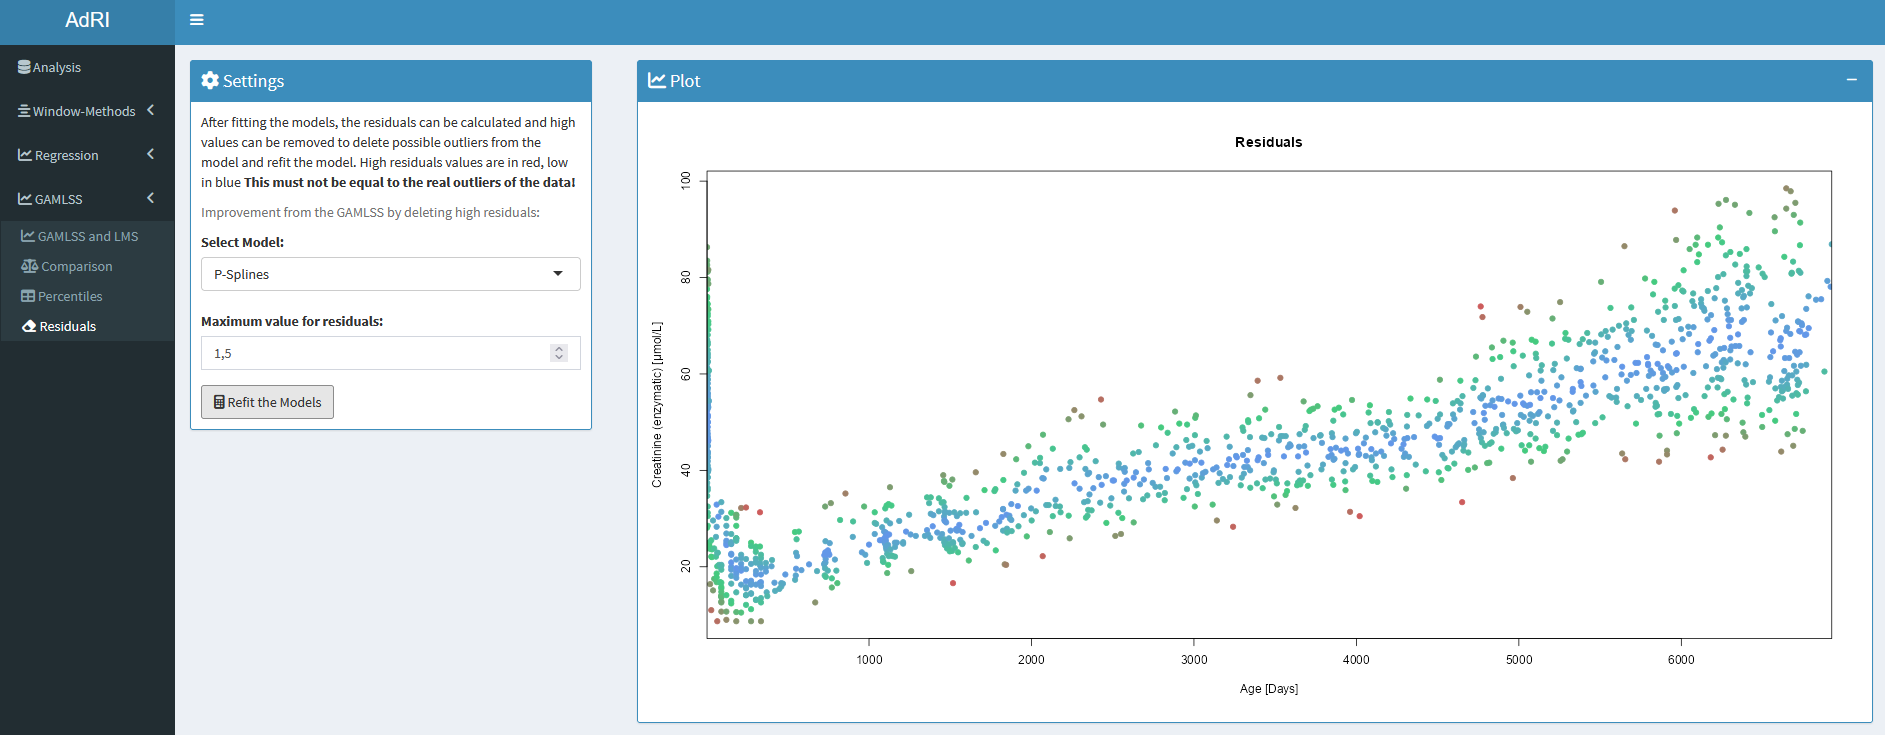 AdRI
Analysis
Window-Methods
Regression
GAMLSS
GAMLSS and LMS
Comparison
Percentiles
Residuals
Settings
After fitting the models, the residuals can be calculated and high
values can be removed to delete possible outliers from the
model and refit the model. High residuals values are in red, low
in blue This must not be equal to the real outliers of the data!
Improvement from the GAMLSS by deleting high residuals:
Select Model:
P-Splines
Maximum value for residuals:
1,5
Refit the Models
Plot
Residuals
Creatinine (enzymatic) [µmol/L]
100
80
60
40
20
1000 2000 3000 4000 5000 6000
Age [Days]